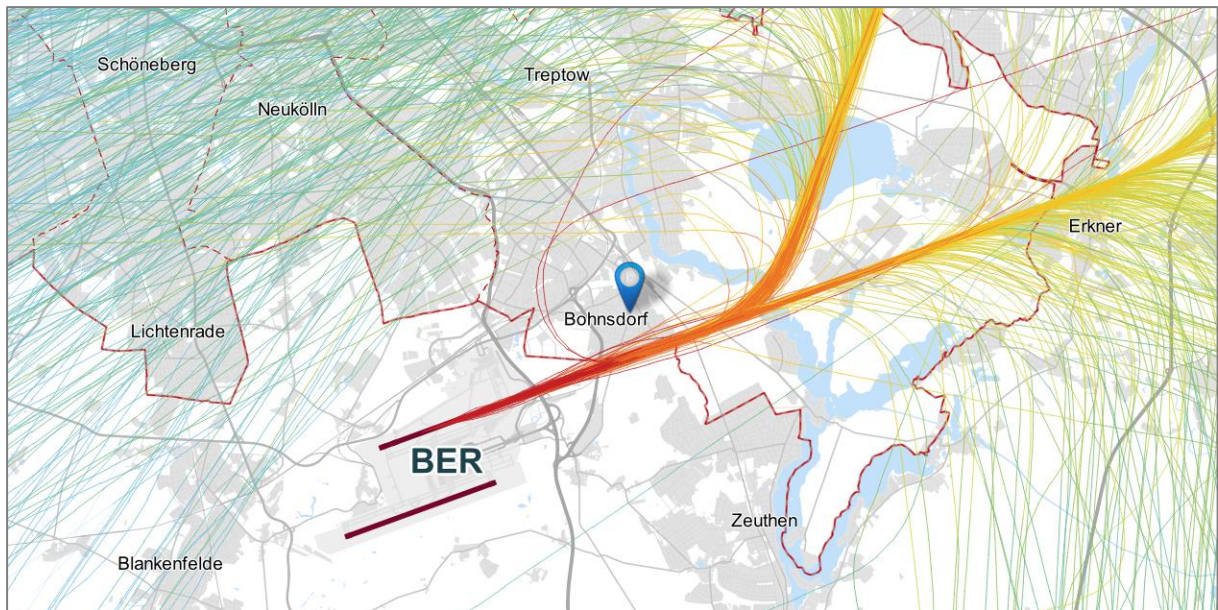 Schöneberg
Treptow
Neukölln
Erkner
Bohnsdorf
Lichtenrade
BER
Zeuthen
Blankenfelde